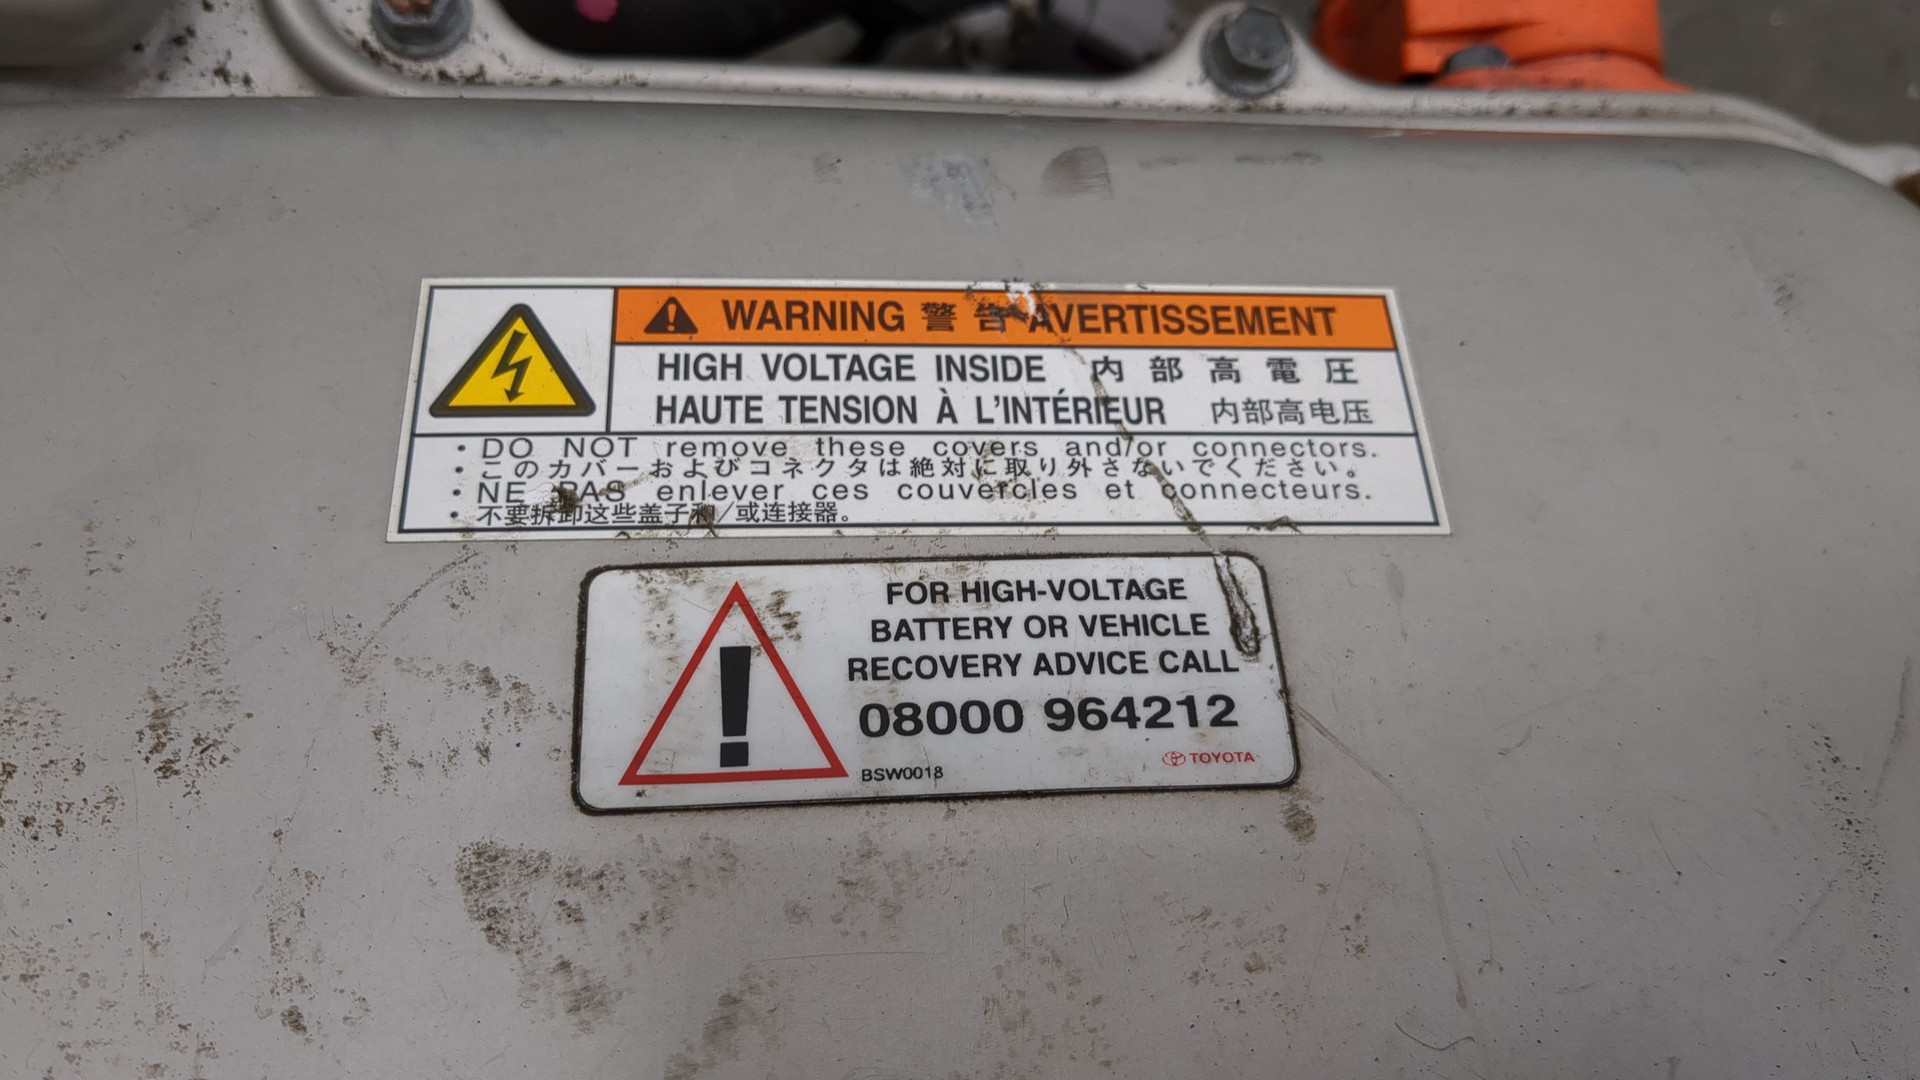 WARNING 警告 AVERTISSEMENT
HIGH VOLTAGE INSIDE 内部高電圧
HAUTE TENSION À L'INTÉRIEUR 内部高电压
・DO NOT remove these covers and/or connectors.
・このカバーおよびコネクタは絶対に取り外さないでください。
・NE PAS enlever ces couvercles et connecteurs.
・不要拆卸这些盖子和/或连接器。
FOR HIGH-VOLTAGE
BATTERY OR VEHICLE
RECOVERY ADVICE CALL
08000 964212
TOYOTA
BSW0018